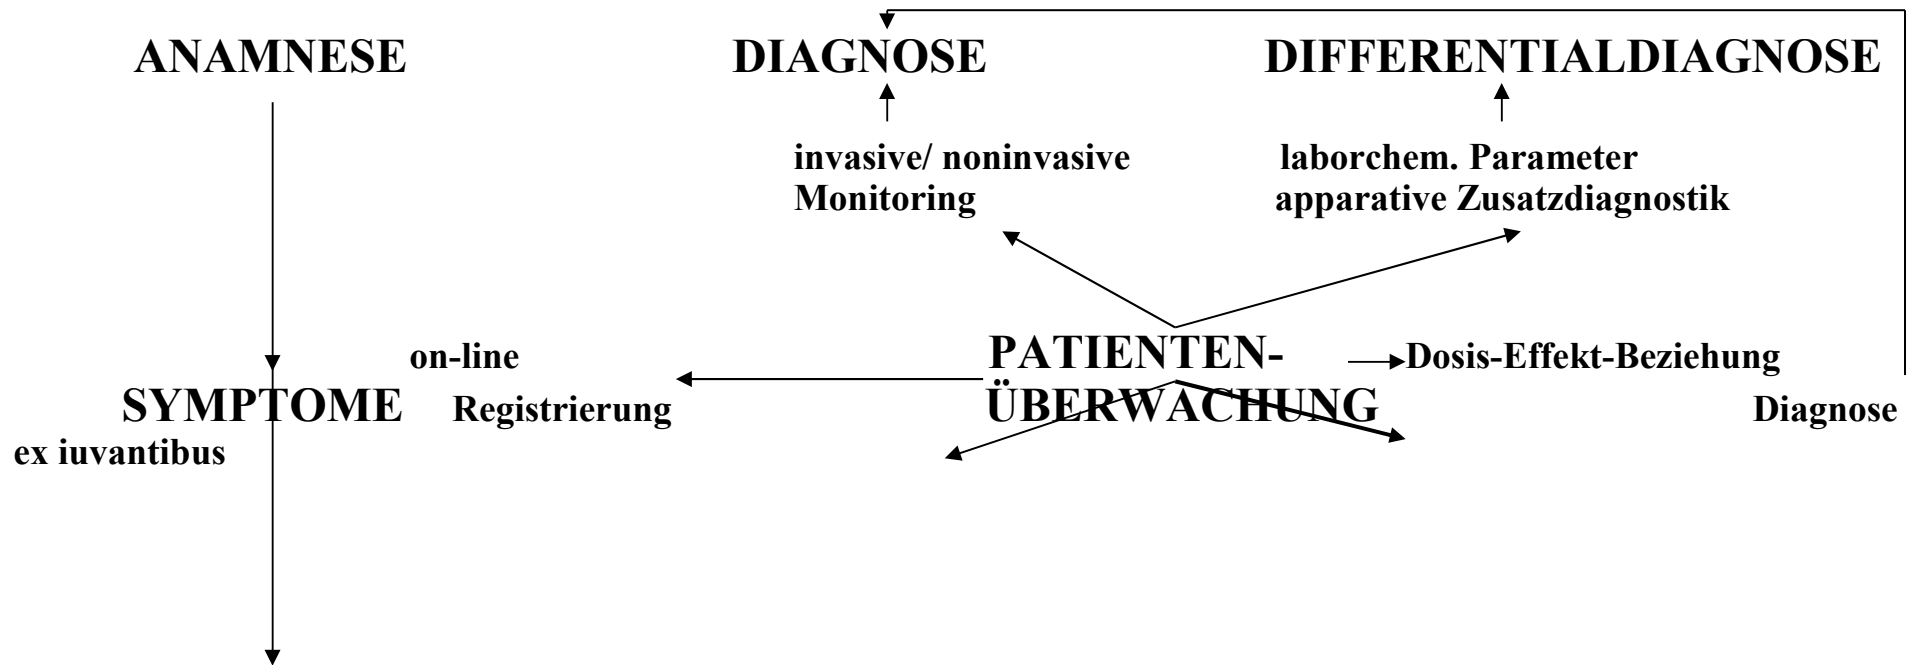 ANAMNESE DIAGNOSE DIFFERENTIALDIAGNOSE
invasive/ noninvasive laborchem. Parameter
Monitoring apparative Zusatzdiagnostik
on-line PATIENTEN- Dosis-Effekt-Beziehung
SYMPTOME Registrierung ÜBERWACHUNG Diagnose
ex iuvantibus